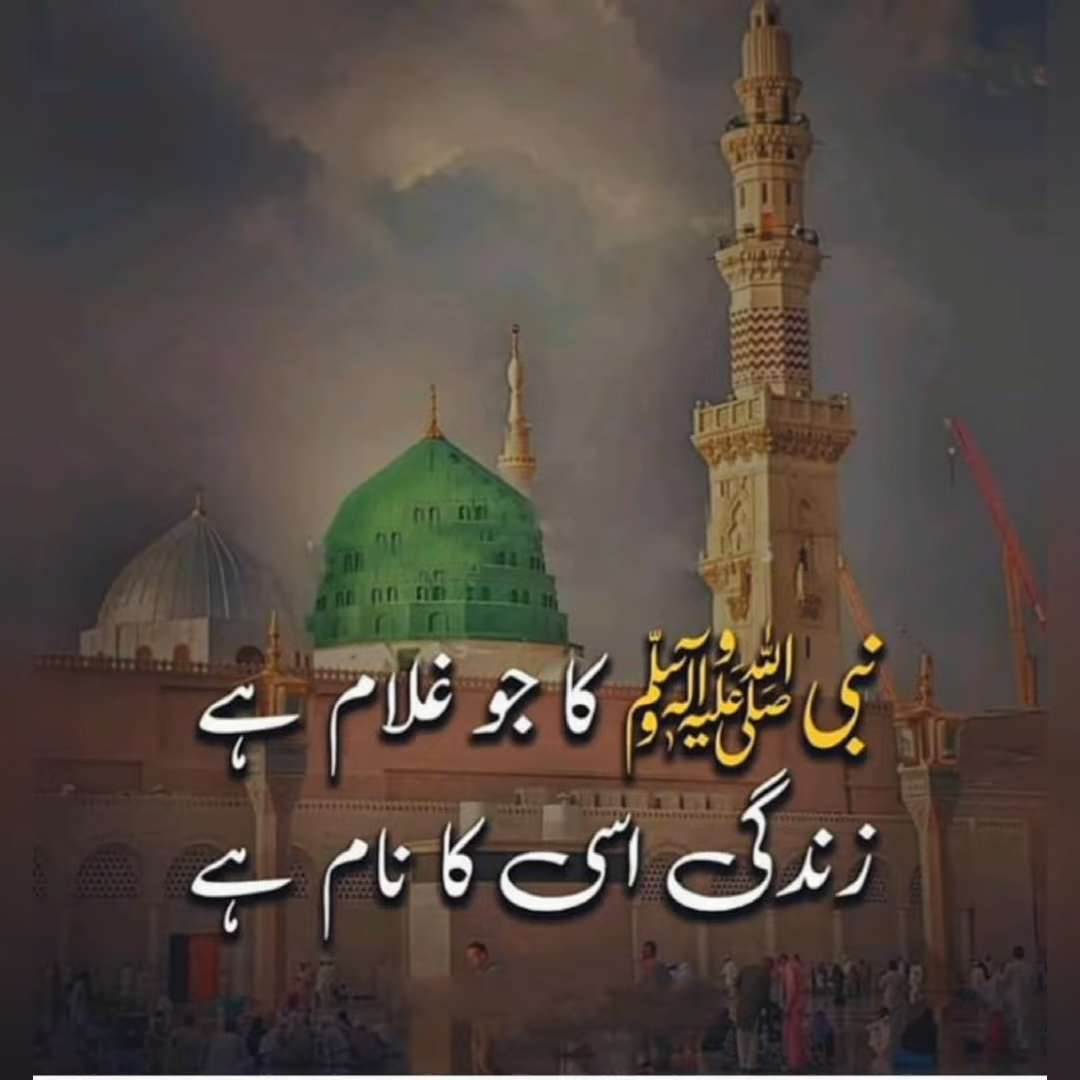 نبی صلی اللہ علیہ وآلہ وسلم کا جو غلام ہے
زندگی اسی کا نام ہے